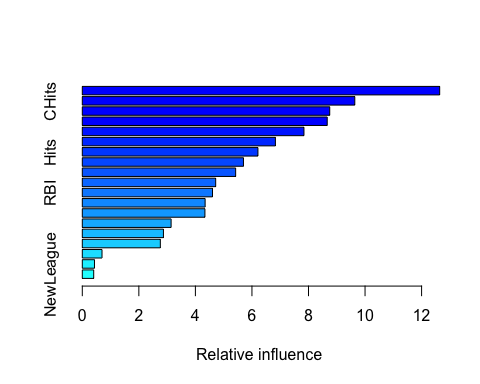 CHits
Hits
RBI
NewLeague
0 2 4 6 8 10 12
Relative influence